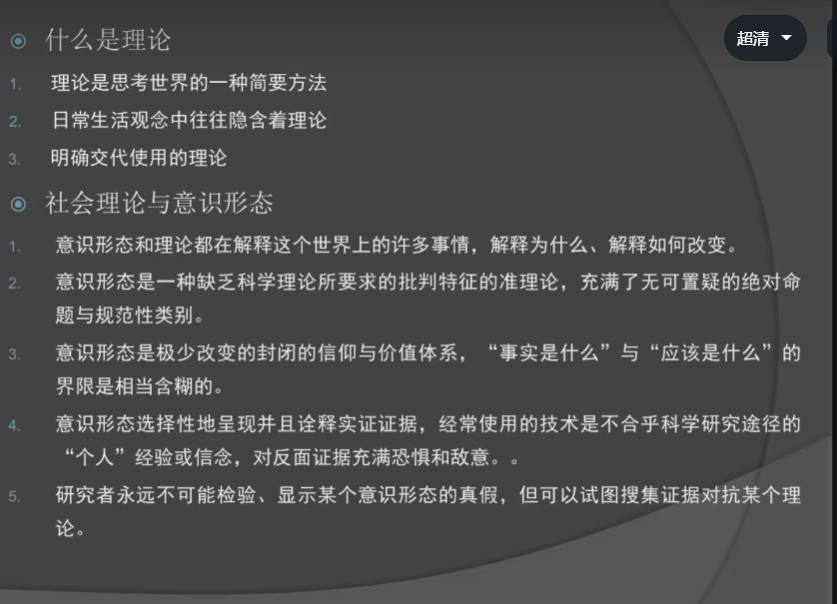 什么是理论
超清
1. 理论是思考世界的一种简要方法
2. 日常生活观念中往往隐含着理论
3. 明确交代使用的理论
社会理论与意识形态
1. 意识形态和理论都在解释这个世界上的许多事情，解释为什么、解释如何改变。
2. 意识形态是一种缺乏科学理论所要求的批判特征的准理论，充满了无可置疑的绝对命
题与规范性类别。
3. 意识形态是极少改变的封闭的信仰与价值体系，“事实是什么”与“应该是什么”的
界限是相当含糊的。
4. 意识形态选择性地呈现并且诠释实证证据，经常使用的技术是不合乎科学研究途径的
“个人”经验或信念，对反面证据充满恐惧和敌意。。
5. 研究者永远不可能检验、显示某个意识形态的真假，但可以试图搜集证据对抗某个理
论。